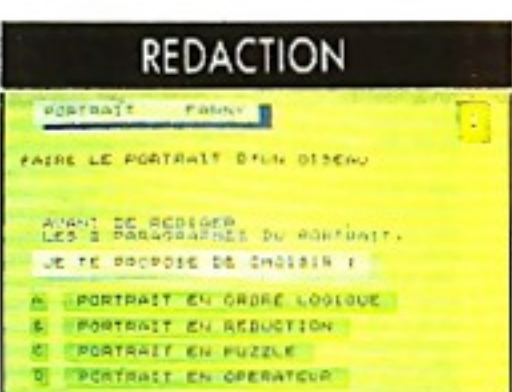 REDACTION
PORTRAIT FANNY
FAIRE LE PORTRAIT D'UN OISEAU
AVANT DE REDIGER
LES 2 PARAGRAPHES DU PORTRAIT.
JE TE PROPOSE DE CHOISIR :
A PORTRAIT EN ORDRE LOGIQUE
B PORTRAIT EN REDUCTION
C PORTRAIT EN PUZZLE
D PORTRAIT EN OPERATEUR